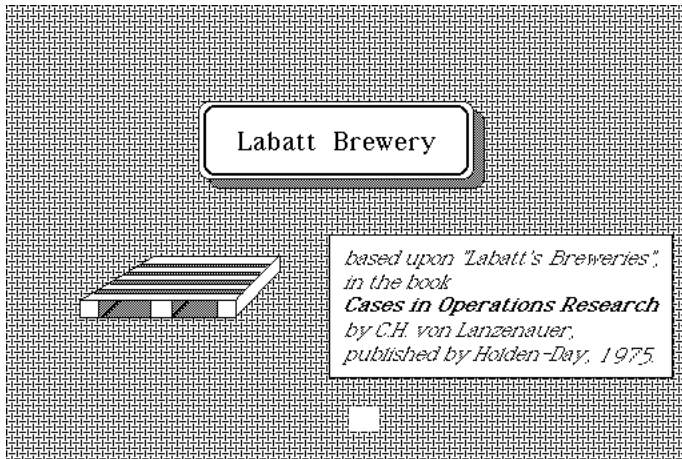 Labatt Brewery
based upon "Labatt's Breweries",
in the book
Cases in Operations Research
by C.H. von Lanzenauer,
published by Holden-Day, 1975.